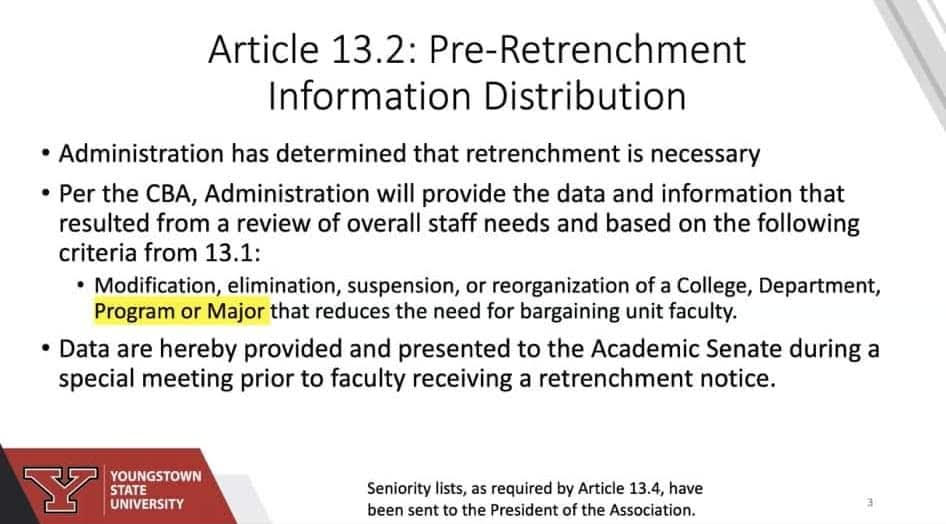 Article 13.2: Pre-Retrenchment
Information Distribution
• Administration has determined that retrenchment is necessary
• Per the CBA, Administration will provide the data and information that
resulted from a review of overall staff needs and based on the following
criteria from 13.1:
• Modification, elimination, suspension, or reorganization of a College, Department,
Program or Major that reduces the need for bargaining unit faculty.
• Data are hereby provided and presented to the Academic Senate during a
special meeting prior to faculty receiving a retrenchment notice.
Y
YOUNGSTOWN
STATE
UNIVERSITY
Seniority lists, as required by Article 13.4, have
been sent to the President of the Association.
3